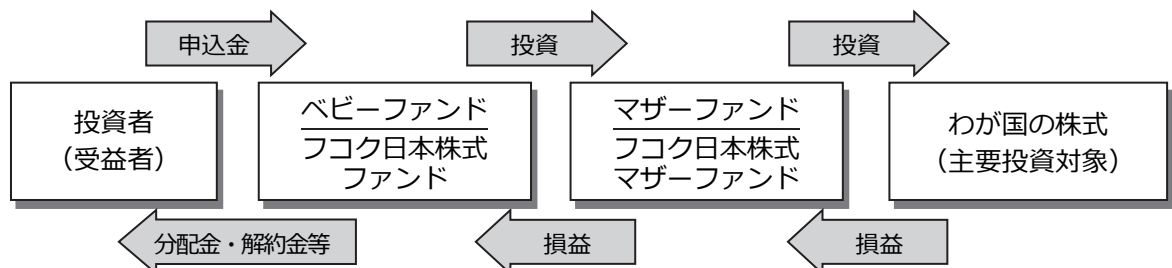 申込金
投資
投資
投資者
（受益者）
ベビーファンド
フコク日本株式
ファンド
マザーファンド
フコク日本株式
マザーファンド
わが国の株式
（主要投資対象）
分配金・解約金等
損益
損益